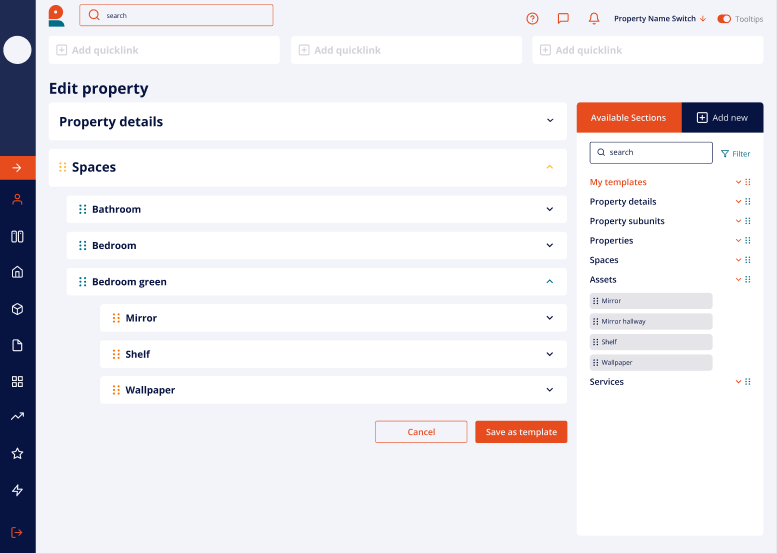 search
Property Name Switch
Tooltips
Add quicklink
Add quicklink
Add quicklink
Edit property
Property details
Spaces
Bathroom
Bedroom
Bedroom green
Mirror
Shelf
Wallpaper
Cancel
Save as template
Available Sections
Add new
search
Filter
My templates
Property details
Property subunits
Properties
Spaces
Assets
Mirror
Mirror hallway
Shelf
Wallpaper
Services